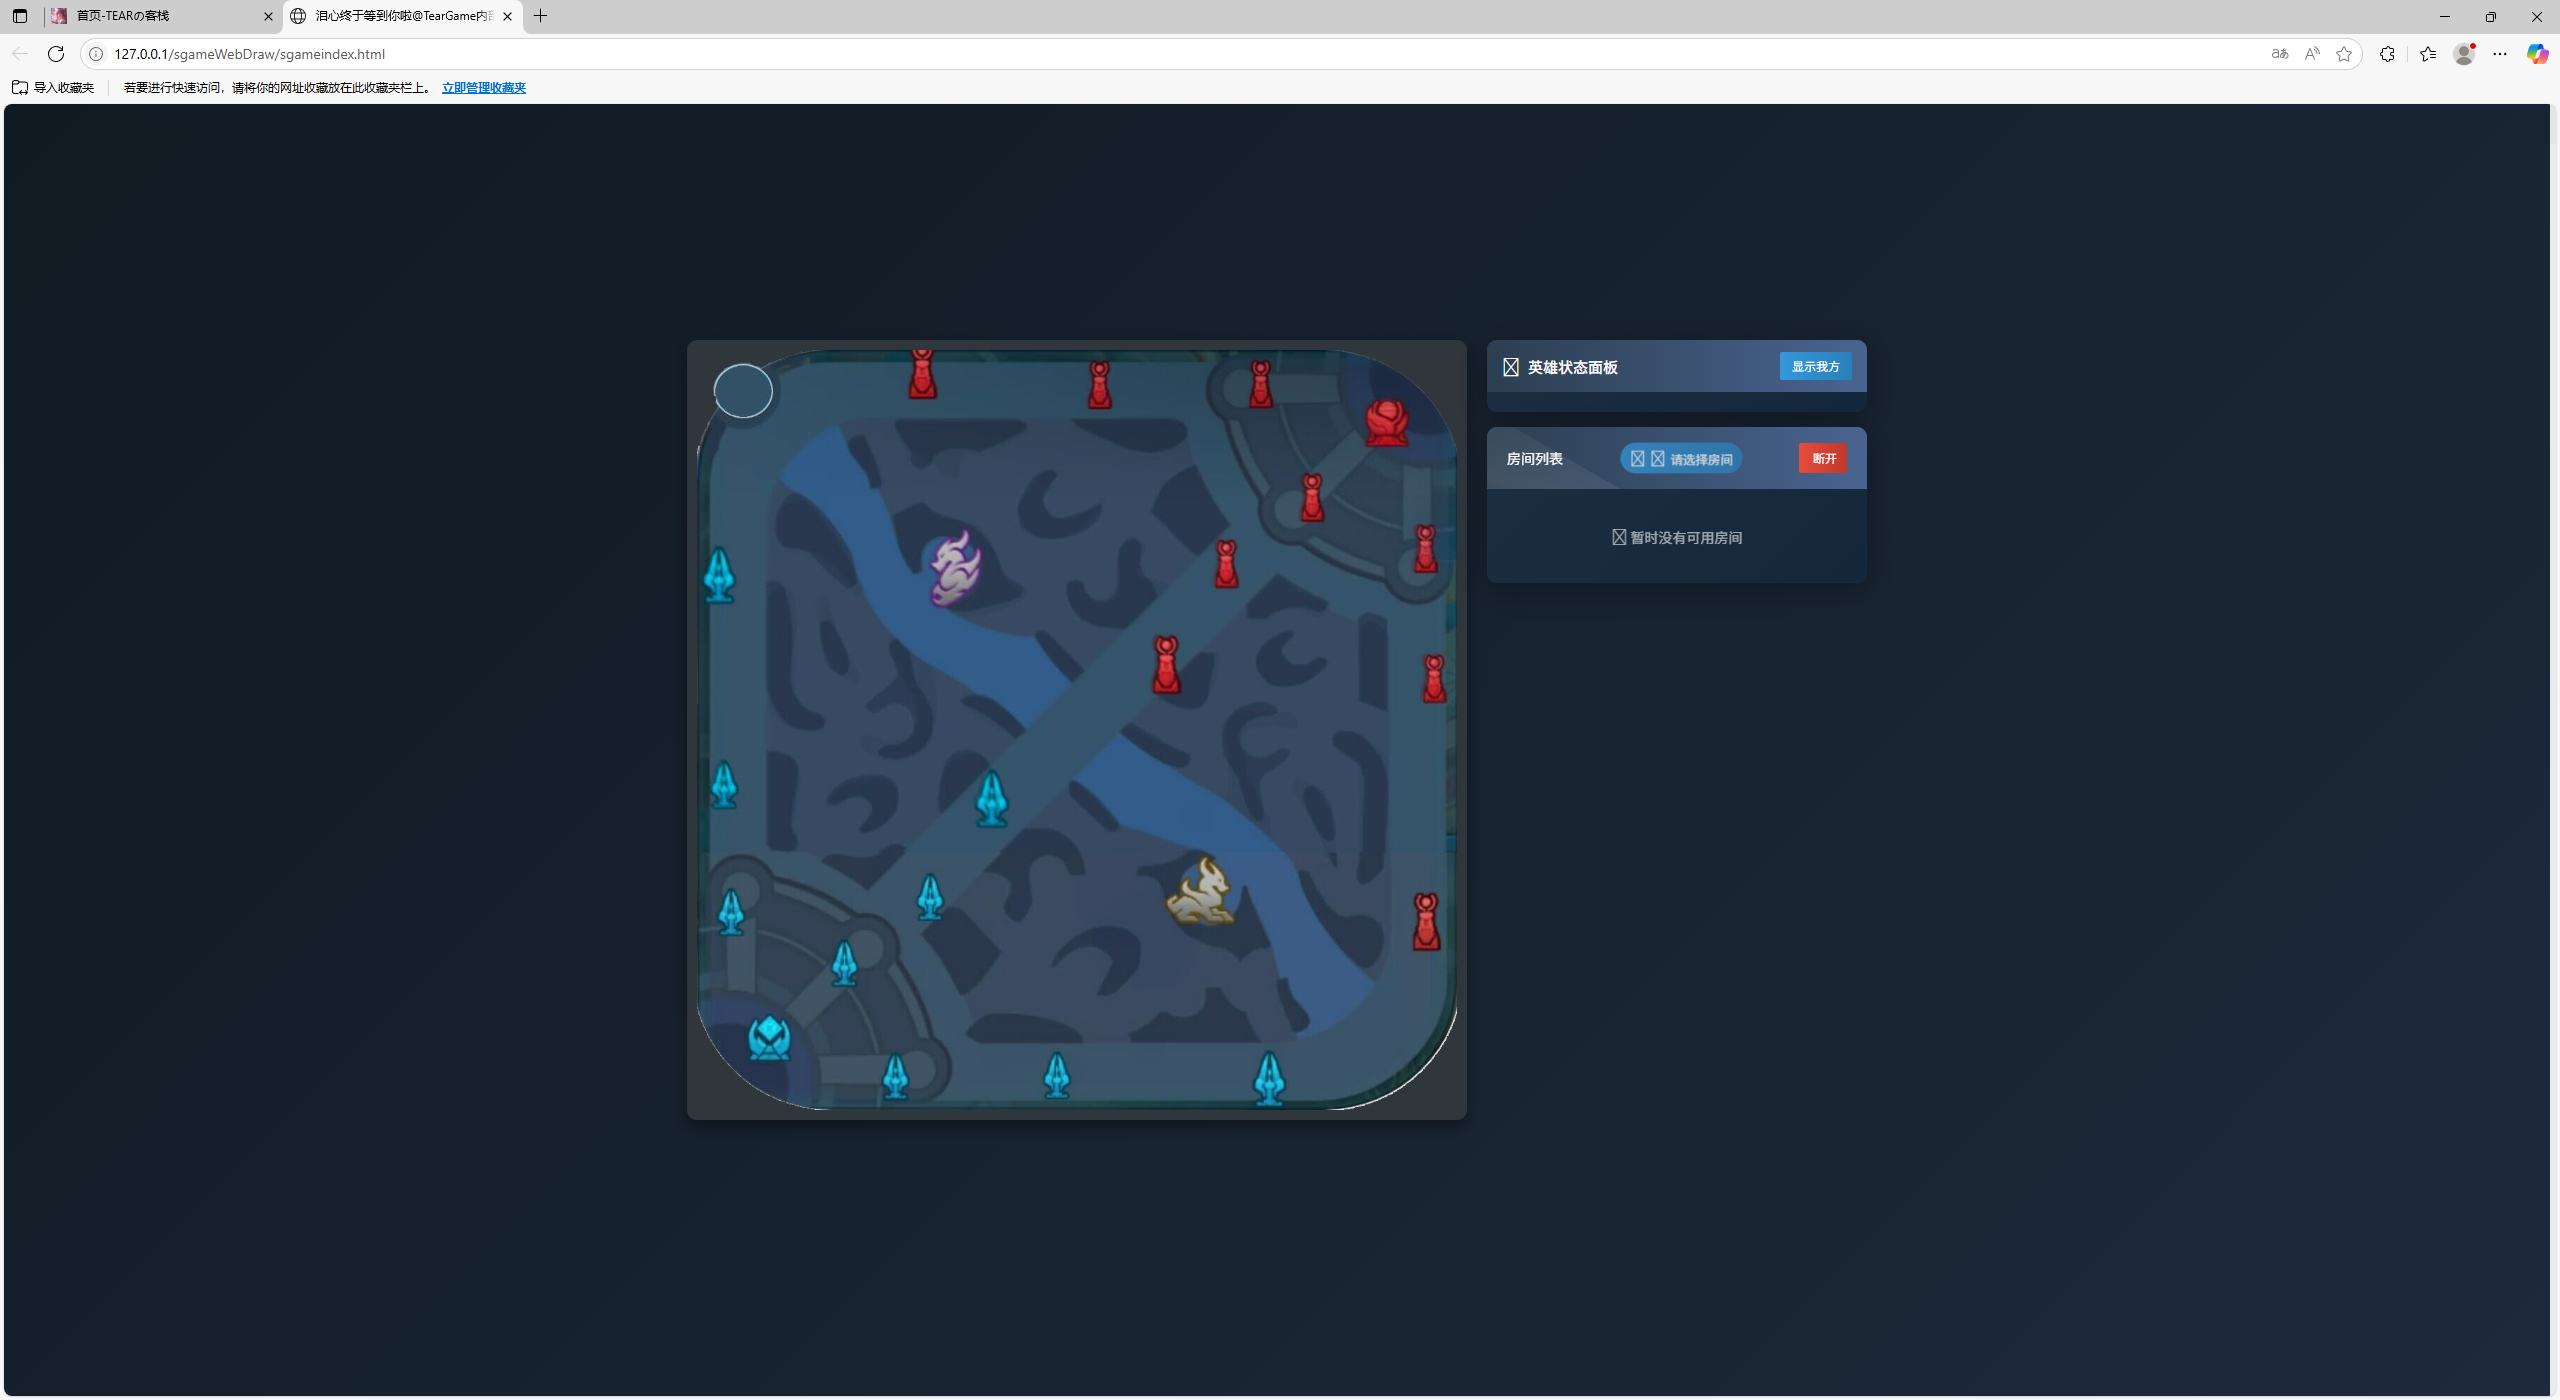 首页-TEARの客栈
泪心终于等到你啦@TearGame内部
127.0.0.1/sgameWebDraw/sgameindex.html
导入收藏夹
若要进行快速访问，请将你的网址收藏放在此收藏夹栏上。 立即管理收藏夹
英雄状态面板
显示我方
房间列表
请选择房间
断开
暂时没有可用房间